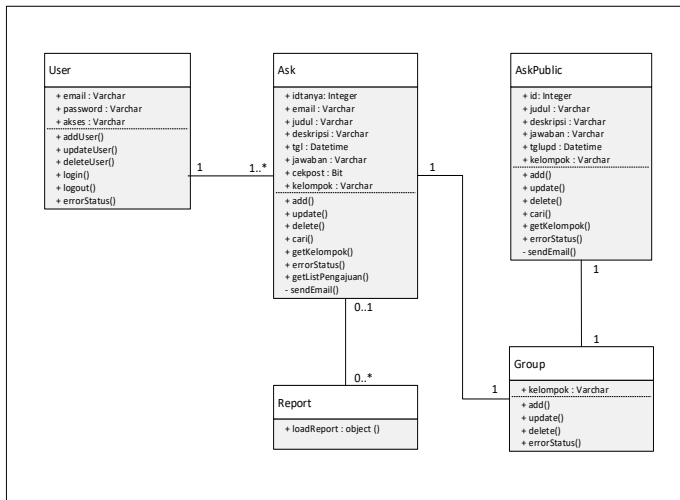 User
+ email : Varchar
+ password : Varchar
+ akses : Varchar
+ addUser()
+ updateUser()
+ deleteUser()
+ login()
+ logout()
+ errorStatus()
1
1..*
Ask
+ idtanya: Integer
+ email : Varchar
+ judul : Varchar
+ deskripsi : Varchar
+ tgl : Datetime
+ jawaban : Varchar
+ cekpost : Bit
+ kelompok : Varchar
+ add()
+ update()
+ delete()
+ cari()
+ getKelompok()
+ errorStatus()
+ getListPengajuan()
- sendEmail()
1
0..1
0..*
Report
+ loadReport : object ()
AskPublic
+ id: Integer
+ judul : Varchar
+ deskripsi : Varchar
+ jawaban : Varchar
+ tglupd : Datetime
+ kelompok : Varchar
+ add()
+ update()
+ delete()
+ cari()
+ getKelompok()
+ errorStatus()
- sendEmail()
1
1
1
Group
+ kelompok : Varchar
+ add()
+ update()
+ delete()
+ errorStatus()